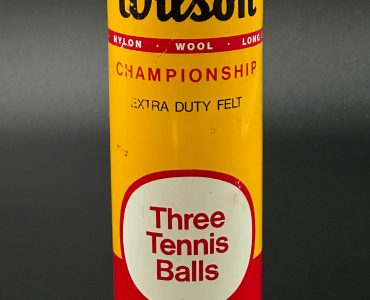 Wilson
NYLON · WOOL · LONG
CHAMPIONSHIP
EXTRA DUTY FELT
Three
Tennis
Balls